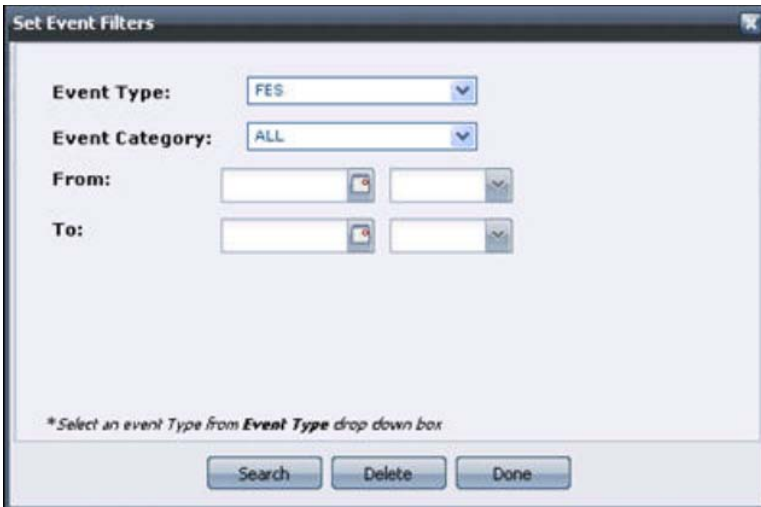 Set Event Filters
Event Type: FES
Event Category: ALL
From:
To:
*Select an event Type from Event Type drop down box
Search Delete Done